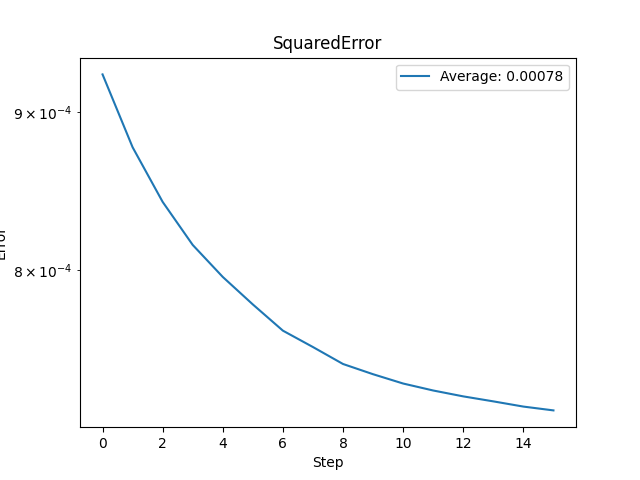 SquaredError
Average: 0.00078
9 × 10⁻⁴
8 × 10⁻⁴
Error
0 2 4 6 8 10 12 14
Step